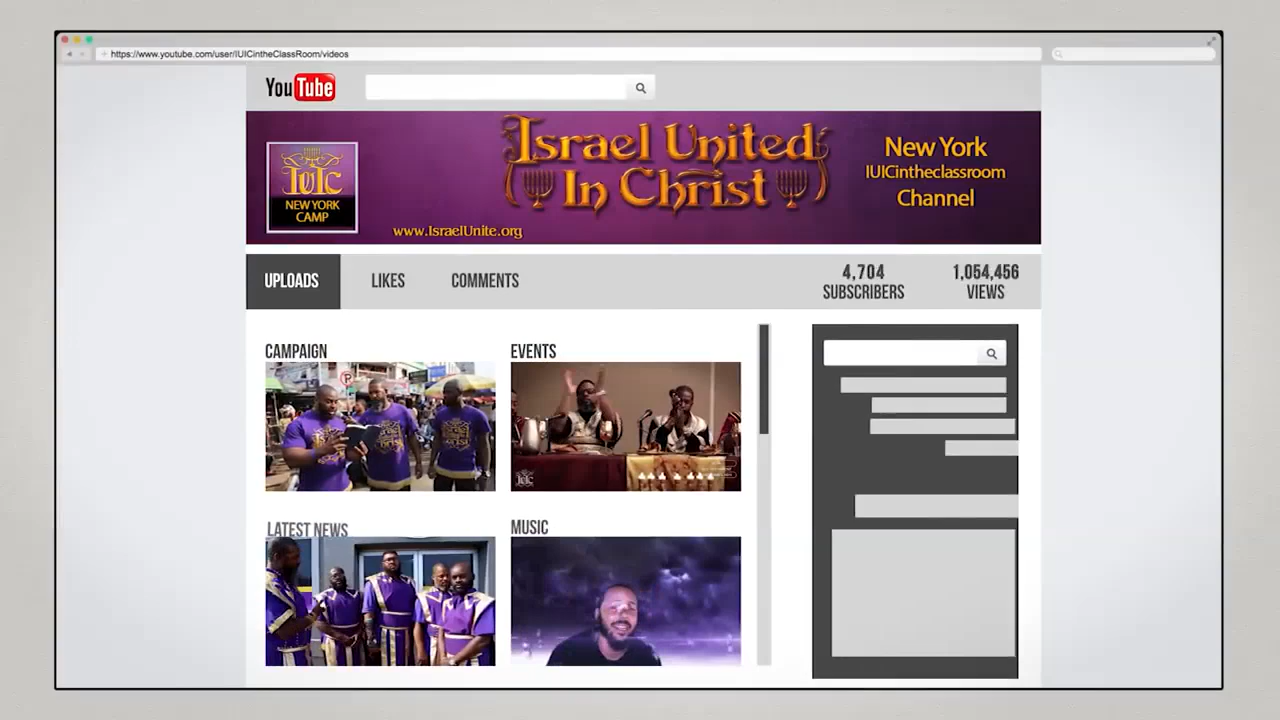 https://www.youtube.com/user/IUICintheClassRoom/videos
YouTube
Israel United
In Christ
IUIC
NEW YORK
CAMP
www.IsraelUnite.org
New York
IUICintheclassroom
Channel
UPLOADS
LIKES
COMMENTS
4,704
SUBSCRIBERS
1,054,456
VIEWS
CAMPAIGN
EVENTS
LATEST NEWS
MUSIC